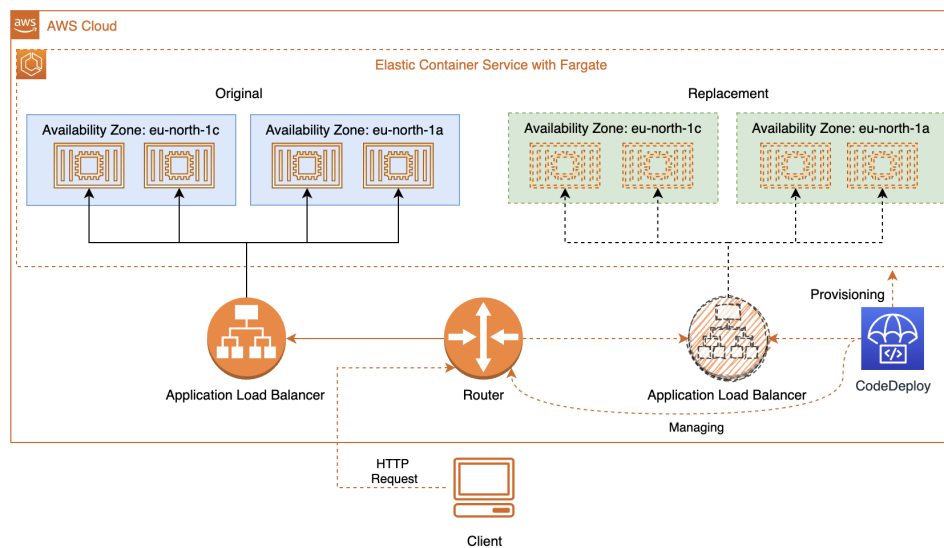 aws
AWS Cloud
Elastic Container Service with Fargate
Original
Replacement
Availability Zone: eu-north-1c
Availability Zone: eu-north-1a
Availability Zone: eu-north-1c
Availability Zone: eu-north-1a
Provisioning
</>
Application Load Balancer
Router
Application Load Balancer
CodeDeploy
Managing
HTTP
Request
Client